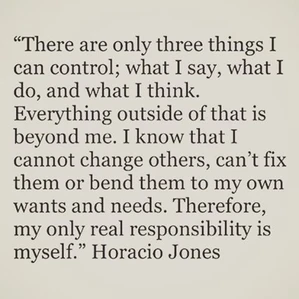 “There are only three things I
can control; what I say, what I
do, and what I think.
Everything outside of that is
beyond me. I know that I
cannot change others, can’t fix
them or bend them to my own
wants and needs. Therefore,
my only real responsibility is
myself.” Horacio Jones